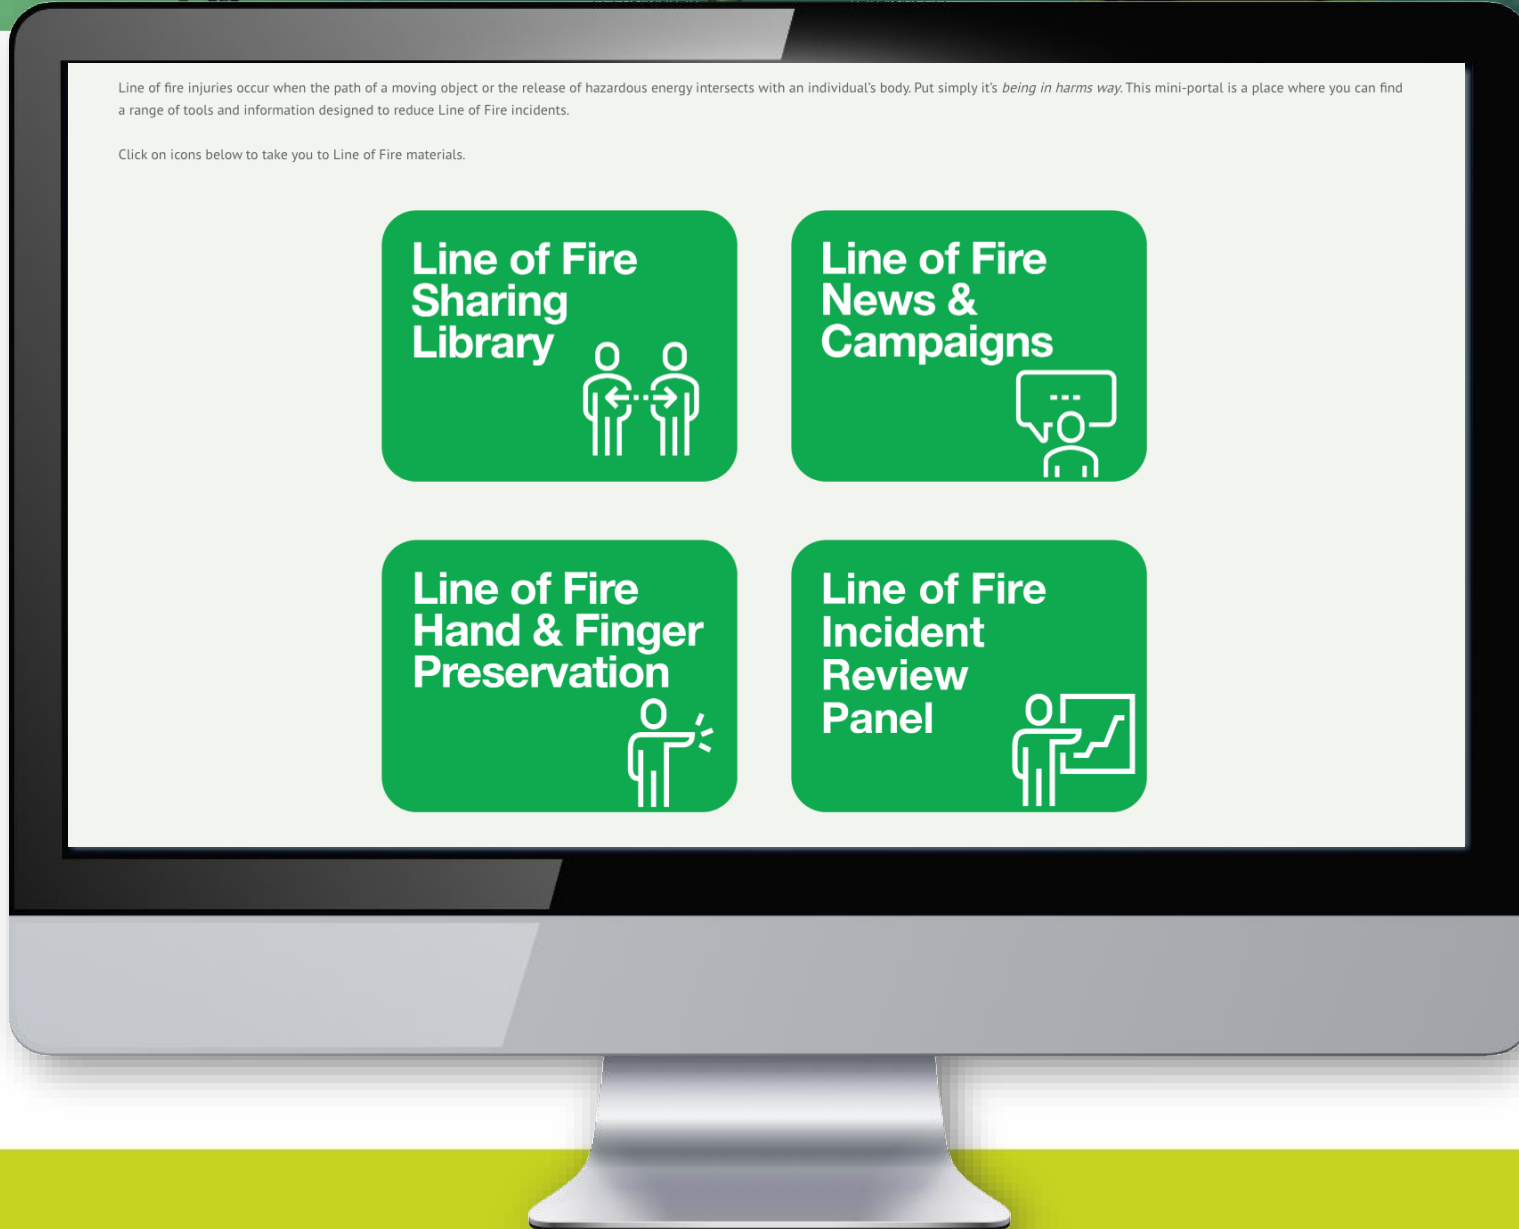 Line of fire injuries occur when the path of a moving object or the release of hazardous energy intersects with an individual's body. Put simply it's being in harms way. This mini-portal is a place where you can find
a range of tools and information designed to reduce Line of Fire incidents.
Click on icons below to take you to Line of Fire materials.
Line of Fire
Sharing
Library
Line of Fire
News &
Campaigns
Line of Fire
Hand & Finger
Preservation
Line of Fire
Incident
Review
Panel